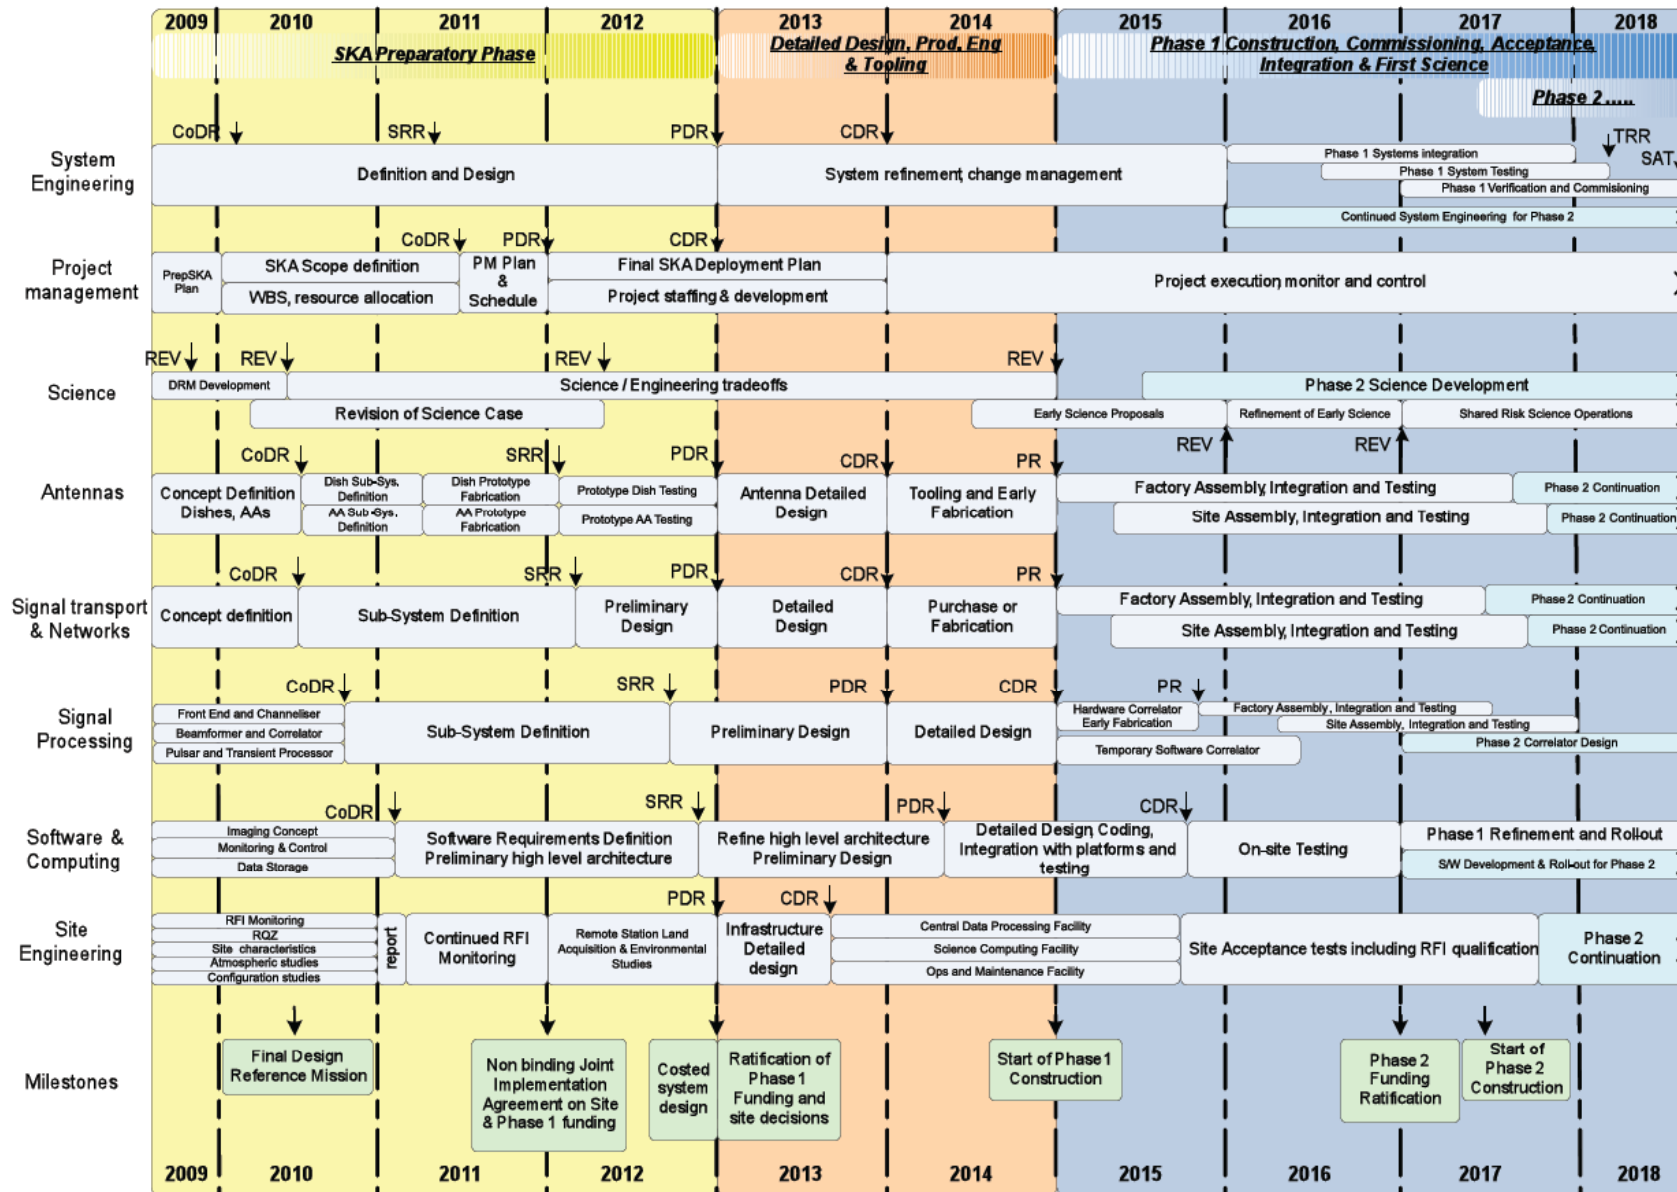 2009 2010 2011 2012 2013 2014 2015 2016 2017 2018
SKA Preparatory Phase
Detailed Design, Prod. Eng
& Tooling
Phase 1 Construction, Commissioning, Acceptance,
Integration & First Science
Phase 2 .....
CoDR SRR PDR CDR TRR SAT
System
Engineering
Definition and Design
System refinement, change management
Phase 1 Systems integration
Phase 1 System Testing
Phase 1 Verification and Commisioning
Continued System Engineering for Phase 2
CoDR PDR CDR
Project
management
PrepSKA
Plan
SKA Scope definition
WBS, resource allocation
PM Plan
&
Schedule
Final SKA Deployment Plan
Project staffing & development
Project execution, monitor and control
REV REV REV REV
Science
DRM Development
Science / Engineering tradeoffs
Phase 2 Science Development
Revision of Science Case
Early Science Proposals
Refinement of Early Science
Shared Risk Science Operations
REV REV
CoDR SRR PDR CDR PR
Antennas
Concept Definition
Dishes, AAs
Dish Sub-Sys.
Definition
AA Sub-Sys.
Definition
Dish Prototype
Fabrication
AA Prototype
Fabrication
Prototype Dish Testing
Prototype AA Testing
Antenna Detailed
Design
Tooling and Early
Fabrication
Factory Assembly, Integration and Testing
Phase 2 Continuation
Site Assembly, Integration and Testing
Phase 2 Continuation
CoDR SRR PDR CDR PR
Signal transport
& Networks
Concept definition
Sub-System Definition
Preliminary
Design
Detailed
Design
Purchase or
Fabrication
Factory Assembly, Integration and Testing
Phase 2 Continuation
Site Assembly, Integration and Testing
Phase 2 Continuation
CoDR SRR PDR CDR PR
Signal
Processing
Front End and Channeliser
Beamformer and Correlator
Pulsar and Transient Processor
Sub-System Definition
Preliminary Design
Detailed Design
Hardware Correlator
Early Fabrication
Factory Assembly, Integration and Testing
Site Assembly, Integration and Testing
Temporary Software Correlator
Phase 2 Correlator Design
CoDR SRR PDR CDR
Software &
Computing
Imaging Concept
Monitoring & Control
Data Storage
Software Requirements Definition
Preliminary high level architecture
Refine high level architecture
Preliminary Design
Detailed Design, Coding,
Integration with platforms and
testing
On-site Testing
Phase1 Refinement and Roll-out
S/W Development & Roll-out for Phase 2
PDR CDR
Site
Engineering
RFI Monitoring
RQZ
Site characteristics
Atmospheric studies
Configuration studies
report
Continued RFI
Monitoring
Remote Station Land
Acquisition & Environmental
Studies
Infrastructure
Detailed
design
Central Data Processing Facility
Science Computing Facility
Ops and Maintenance Facility
Site Acceptance tests including RFI qualification
Phase 2
Continuation
Milestones
Final Design
Reference Mission
Non binding Joint
Implementation
Agreement on Site
& Phase 1 funding
Costed
system
design
Ratification of
Phase 1
Funding and
site decisions
Start of Phase 1
Construction
Phase 2
Funding
Ratification
Start of
Phase 2
Construction
2009 2010 2011 2012 2013 2014 2015 2016 2017 2018